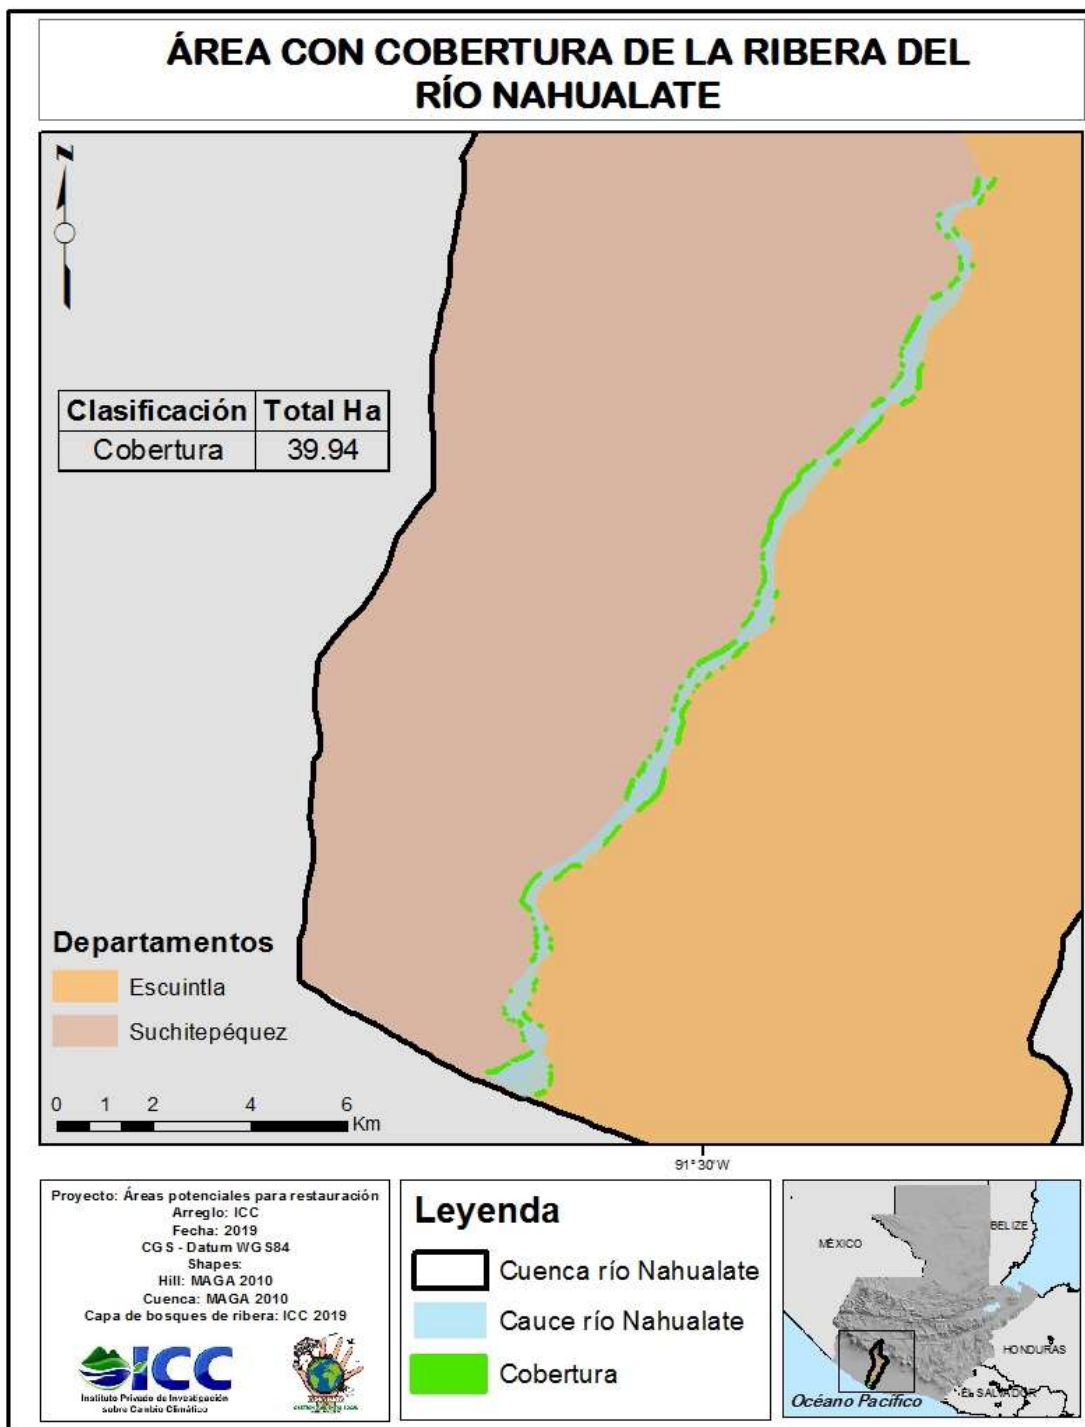 ÁREA CON COBERTURA DE LA RIBERA DEL
RÍO NAHUALATE
N
Clasificación Total Ha
Cobertura 39.94
Departamentos
Escuintla
Suchitepéquez
0 1 2 4 6
Km
91°30'W
Proyecto: Áreas potenciales para restauración
Arreglo: ICC
Fecha: 2019
CGS - Datum WGS84
Shapes:
Hill: MAGA 2010
Cuenca: MAGA 2010
Capa de bosques de ribera: ICC 2019
ICC
Instituto Privado de Investigación
sobre Cambio Climático
Leyenda
Cuenca río Nahualate
Cauce río Nahualate
Cobertura
MÉXICO
BELIZE
HONDURAS
EL SALVADOR
Océano Pacífico